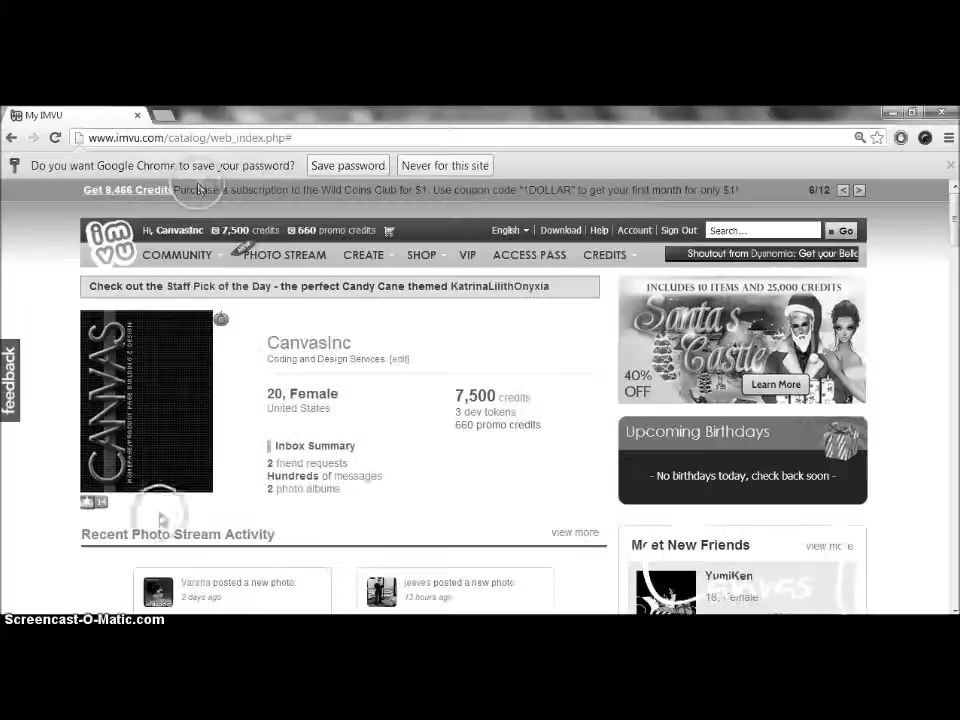 My IMVU
www.imvu.com/catalog/web_index.php#
Do you want Google Chrome to save your password? Save password Never for this site
Get 8,466 Credits Purchase a subscription to the Wild Coins Club for $1. Use coupon code "1DOLLAR" to get your first month for only $1! 6/12 < >
imvu
Hi, CanvasInc 7,500 credits 660 promo credits English Download Help Account Sign Out Search... Go
COMMUNITY NEW PHOTO STREAM CREATE SHOP VIP ACCESS PASS CREDITS Shoutout from Dysnomia: Get your
Check out the Staff Pick of the Day - the perfect Candy Cane themed KatrinaLilithOnyxia
INCLUDES 10 ITEMS AND 25,000 CREDITS
Santa's
Castle
40%
OFF
Learn More
feedback
CANVAS
HOMEPAGE/PRODUCT PAGE BUILDING & DESIGN
CanvasInc
Coding and Design Services. [edit]
20, Female
United States
7,500 credits
3 dev tokens
660 promo credits
Inbox Summary
2 friend requests
Hundreds of messages
2 photo albums
14
Upcoming Birthdays
- No birthdays today, check back soon -
Recent Photo Stream Activity view more
Varsha posted a new photo:
2 days ago
jeeves posted a new photo:
13 hours ago
Meet New Friends view more
YumiKen
18, Female
Screencast-O-Matic.com